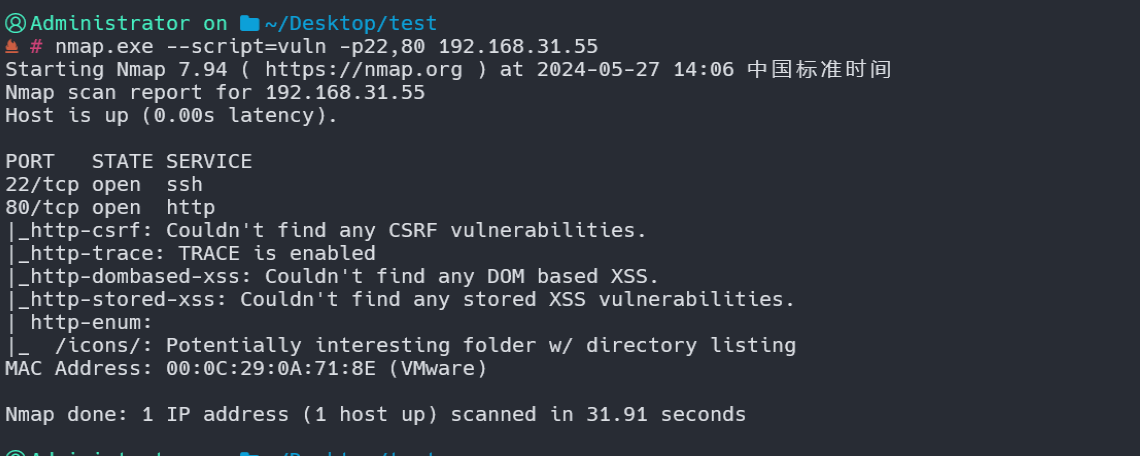 Administrator on ~/Desktop/test
# nmap.exe --script=vuln -p22,80 192.168.31.55
Starting Nmap 7.94 ( https://nmap.org ) at 2024-05-27 14:06 中国标准时间
Nmap scan report for 192.168.31.55
Host is up (0.00s latency).
PORT   STATE SERVICE
22/tcp open  ssh
80/tcp open  http
|_http-csrf: Couldn't find any CSRF vulnerabilities.
|_http-trace: TRACE is enabled
|_http-dombased-xss: Couldn't find any DOM based XSS.
|_http-stored-xss: Couldn't find any stored XSS vulnerabilities.
| http-enum:
|_  /icons/: Potentially interesting folder w/ directory listing
MAC Address: 00:0C:29:0A:71:8E (VMware)
Nmap done: 1 IP address (1 host up) scanned in 31.91 seconds